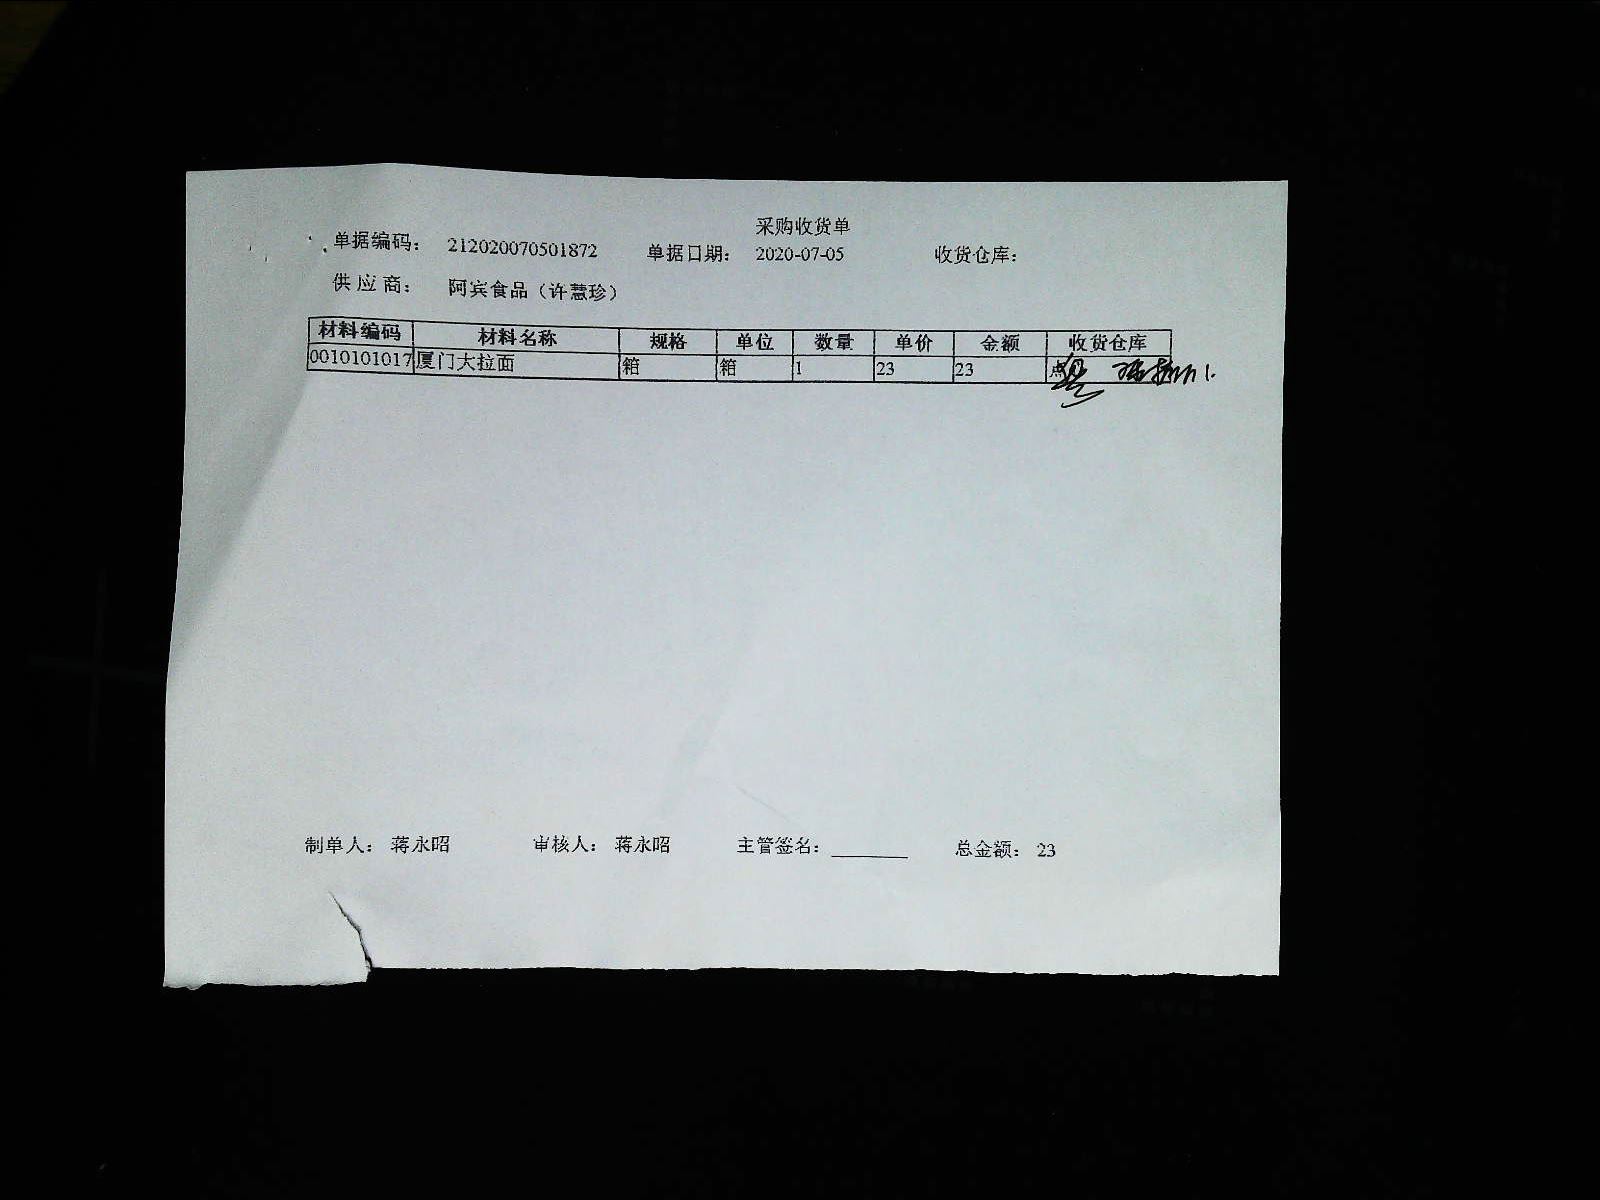 采购收货单
单据编码： 212020070501872 单据日期： 2020-07-05 收货仓库：
供应商： 阿宾食品（许慧珍）
材料编码 材料名称 规格 单位 数量 单价 金额 收货仓库
0010101017 厦门大拉面 箱 箱 1 23 23
制单人： 蒋永昭 审核人： 蒋永昭 主管签名： 总金额： 23